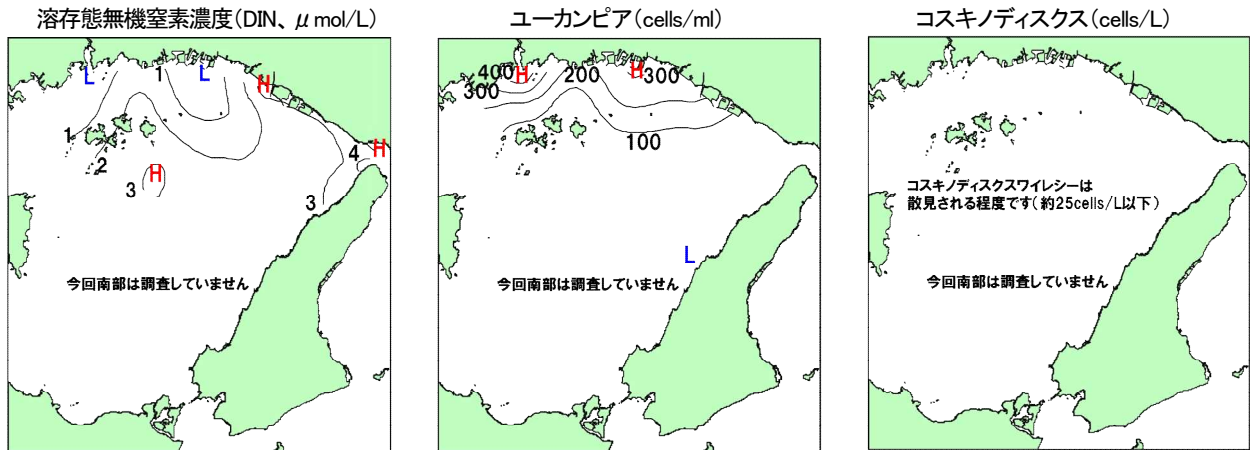 溶存態無機窒素濃度(DIN、μ mol/L)
L
1
L
H
1
2
H
3
4
H
3
今回南部は調査していません
ユーカンピア(cells/ml)
400
H
300
200
H
300
100
L
今回南部は調査していません
コスキノディスクス(cells/L)
コスキノディスクスワイレシーは
散見される程度です(約25cells/L以下)
今回南部は調査していません